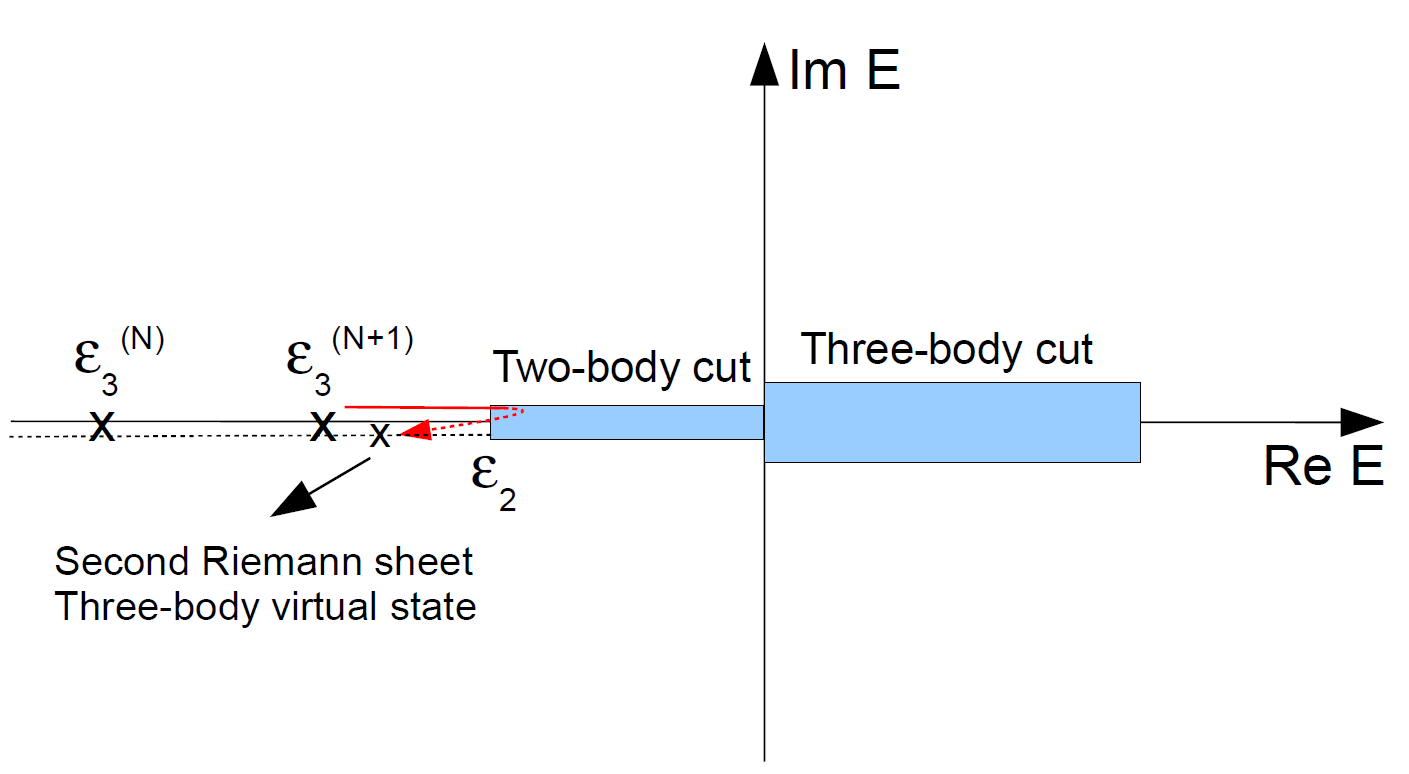 Im E
ε₃⁽ᴺ⁾
ε₃⁽ᴺ⁺¹⁾
Two-body cut
Three-body cut
x
x
x
ε₂
Re E
Second Riemann sheet
Three-body virtual state